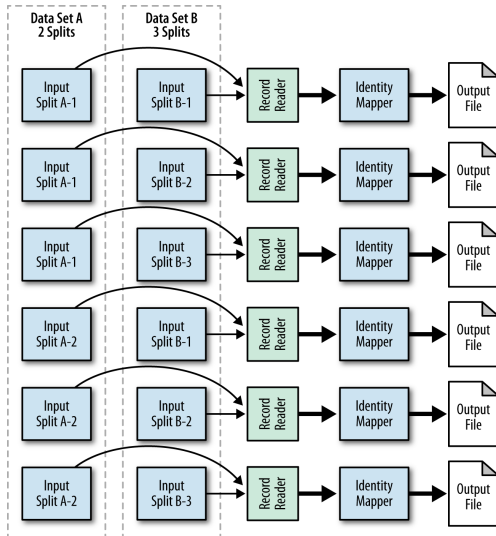 Data Set A
2 Splits
Data Set B
3 Splits
Input
Split A-1
Input
Split B-1
Record
Reader
Identity
Mapper
Output
File
Input
Split A-1
Input
Split B-2
Record
Reader
Identity
Mapper
Output
File
Input
Split A-1
Input
Split B-3
Record
Reader
Identity
Mapper
Output
File
Input
Split A-2
Input
Split B-1
Record
Reader
Identity
Mapper
Output
File
Input
Split A-2
Input
Split B-2
Record
Reader
Identity
Mapper
Output
File
Input
Split A-2
Input
Split B-3
Record
Reader
Identity
Mapper
Output
File